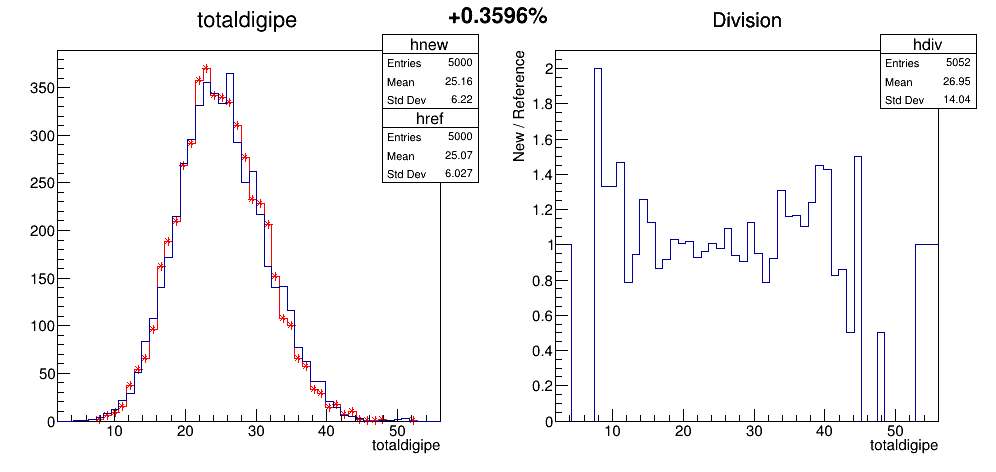 totaldigipe
+0.3596%
Division
hnew
Entries 5000
Mean 25.16
Std Dev 6.22
href
Entries 5000
Mean 25.07
Std Dev 6.027
350
300
250
200
150
100
50
0
10 20 30 40 50
totaldigipe
hdiv
Entries 5052
Mean 26.95
Std Dev 14.04
New / Reference
2
1.8
1.6
1.4
1.2
1
0.8
0.6
0.4
0.2
0
10 20 30 40 50
totaldigipe